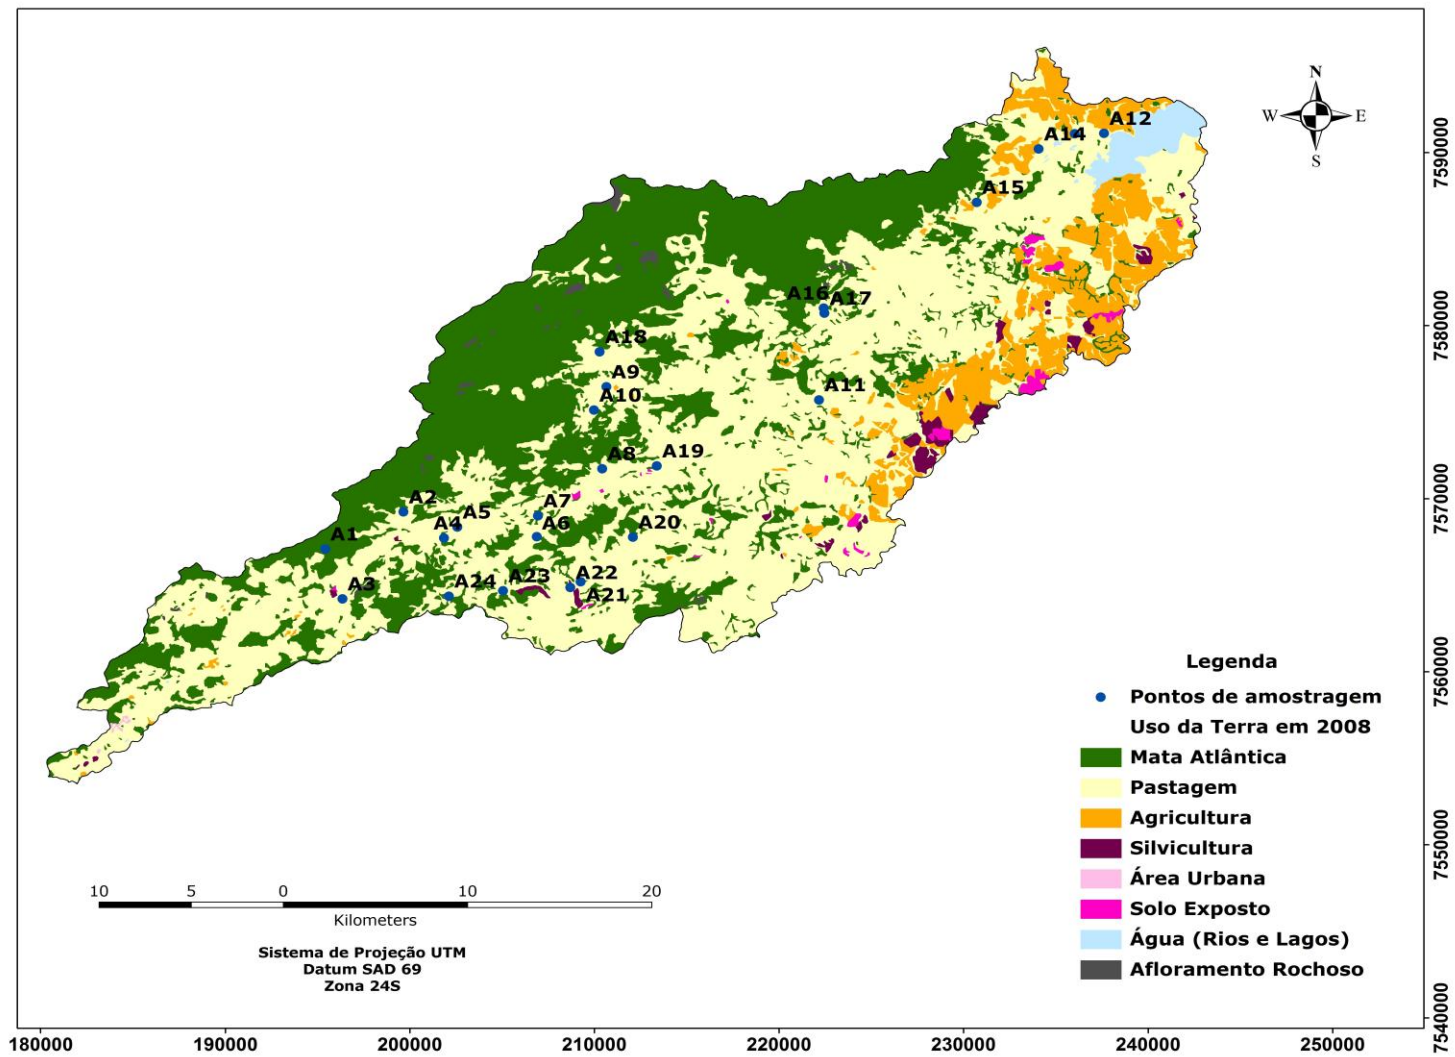 N
W E
S
A12
A14
A15
A16
A17
A18
A9
A10
A11
A8
A19
A2
A7
A5
A4
A6
A20
A1
A22
A23
A24
A3
A21
7590000
7580000
7570000
7560000
7550000
7540000
Legenda
Pontos de amostragem
Uso da Terra em 2008
Mata Atlântica
Pastagem
Agricultura
Silvicultura
Área Urbana
Solo Exposto
Água (Rios e Lagos)
Afloramento Rochoso
10 5 0 10 20
Kilometers
Sistema de Projeção UTM
Datum SAD 69
Zona 24S
180000 190000 200000 210000 220000 230000 240000 250000